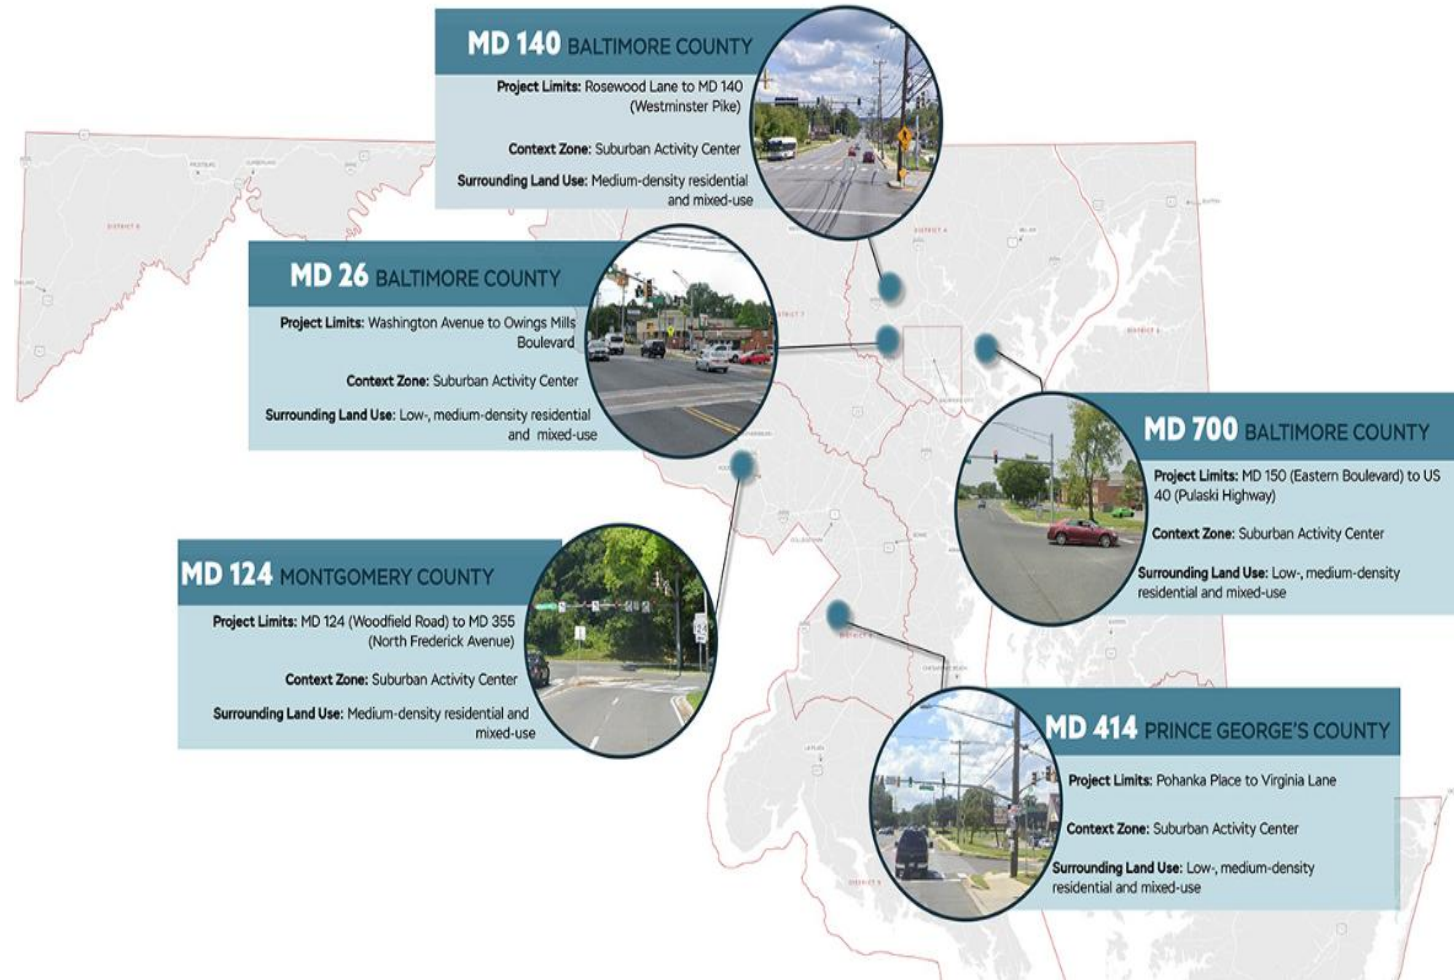 MD 140 BALTIMORE COUNTY
Project Limits: Rosewood Lane to MD 140
(Westminster Pike)
Context Zone: Suburban Activity Center
Surrounding Land Use: Medium-density residential
and mixed-use
MD 26 BALTIMORE COUNTY
Project Limits: Washington Avenue to Owings Mills
Boulevard
Context Zone: Suburban Activity Center
Surrounding Land Use: Low-, medium-density residential
and mixed-use
MD 700 BALTIMORE COUNTY
Project Limits: MD 150 (Eastern Boulevard) to US
40 (Pulaski Highway)
Context Zone: Suburban Activity Center
Surrounding Land Use: Low-, medium-density
residential and mixed-use
MD 124 MONTGOMERY COUNTY
Project Limits: MD 124 (Woodfield Road) to MD 355
(North Frederick Avenue)
Context Zone: Suburban Activity Center
Surrounding Land Use: Medium-density residential and
mixed-use
124
MD 414 PRINCE GEORGE'S COUNTY
Project Limits: Pohanka Place to Virginia Lane
Context Zone: Suburban Activity Center
Surrounding Land Use: Low-, medium-density
residential and mixed-use
DISTRICT 6
DISTRICT 4